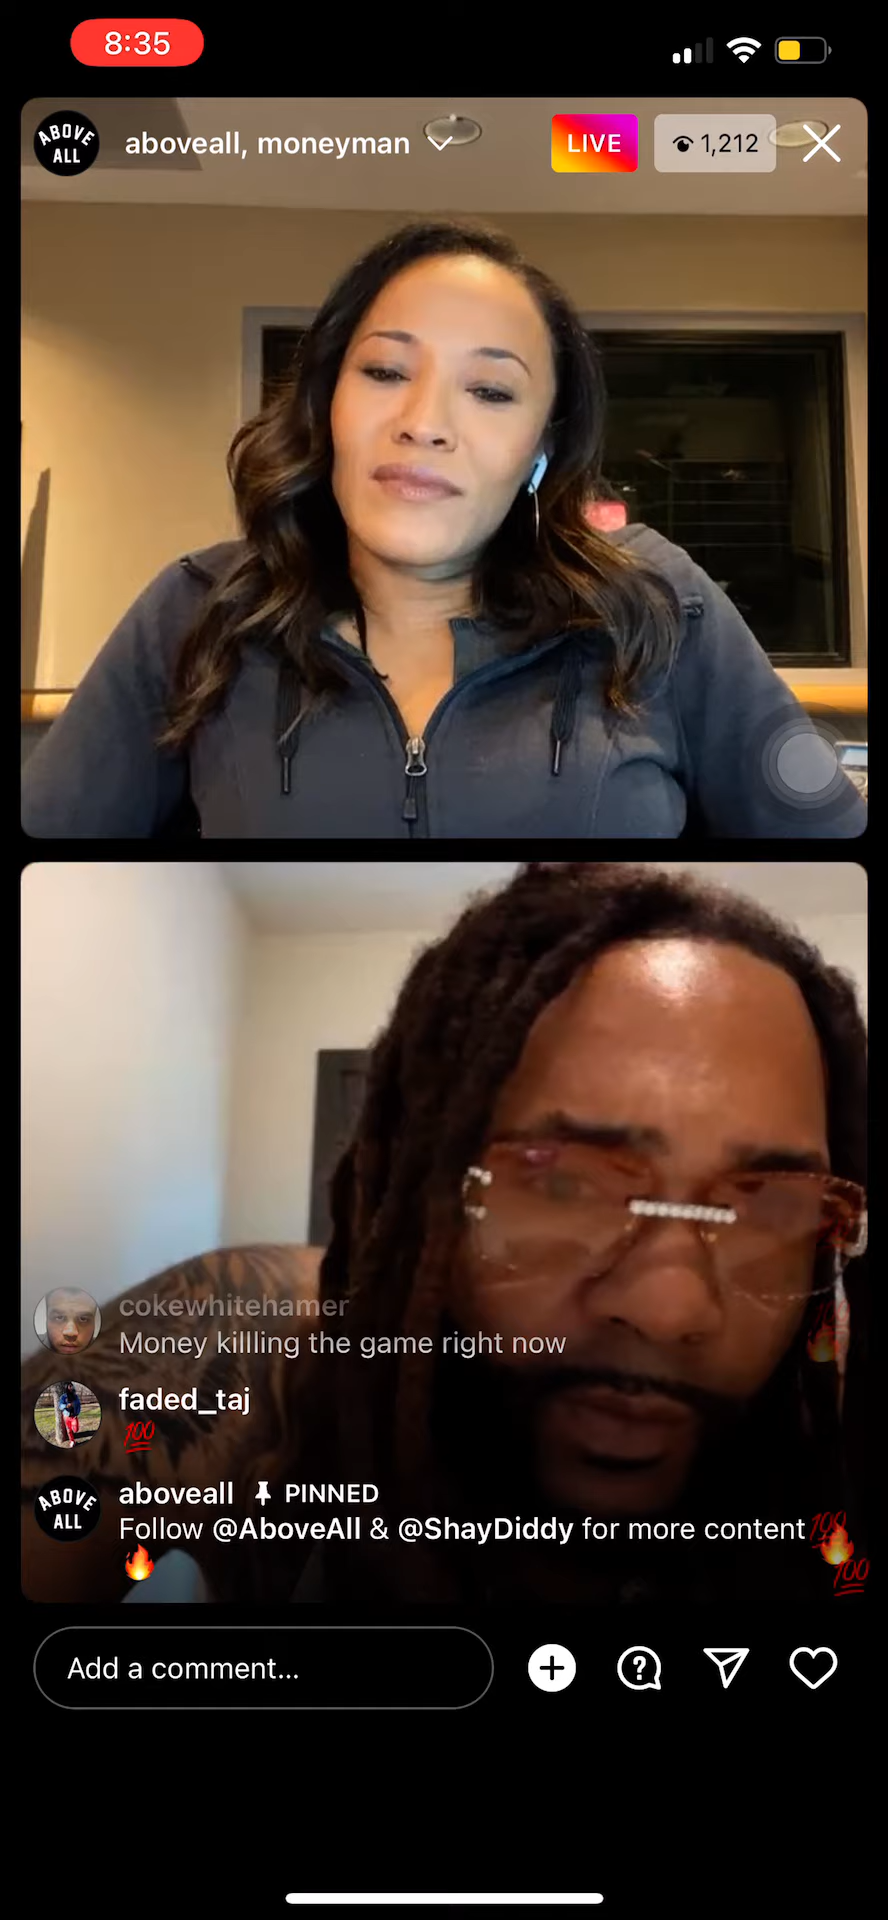 8:35
ABOVE
ALL
aboveall, moneyman
LIVE
1,212
cokewhitehamer
Money killling the game right now
faded_taj
💯
ABOVE
ALL
aboveall 📌 PINNED
Follow @AboveAll & @ShayDiddy for more content
🔥
Add a comment...